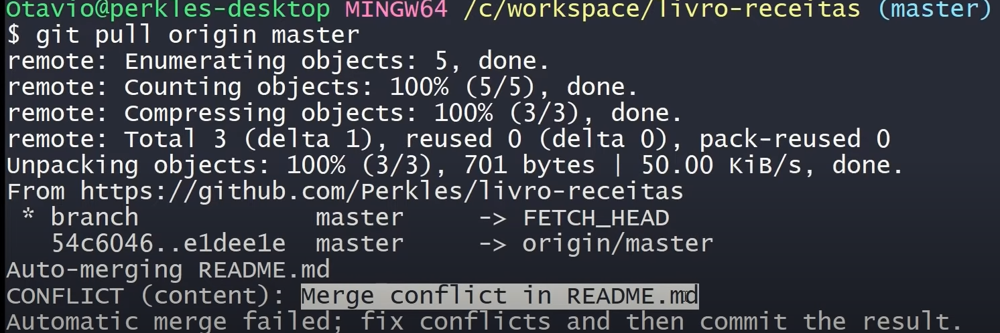 Otavio@perkles-desktop MINGW64 /c/workspace/livro-receitas (master)
$ git pull origin master
remote: Enumerating objects: 5, done.
remote: Counting objects: 100% (5/5), done.
remote: Compressing objects: 100% (3/3), done.
remote: Total 3 (delta 1), reused 0 (delta 0), pack-reused 0
Unpacking objects: 100% (3/3), 701 bytes | 50.00 KiB/s, done.
From https://github.com/Perkles/livro-receitas
 * branch            master     -> FETCH_HEAD
   54c6046..e1dee1e  master     -> origin/master
Auto-merging README.md
CONFLICT (content): Merge conflict in README.md
Automatic merge failed; fix conflicts and then commit the result.